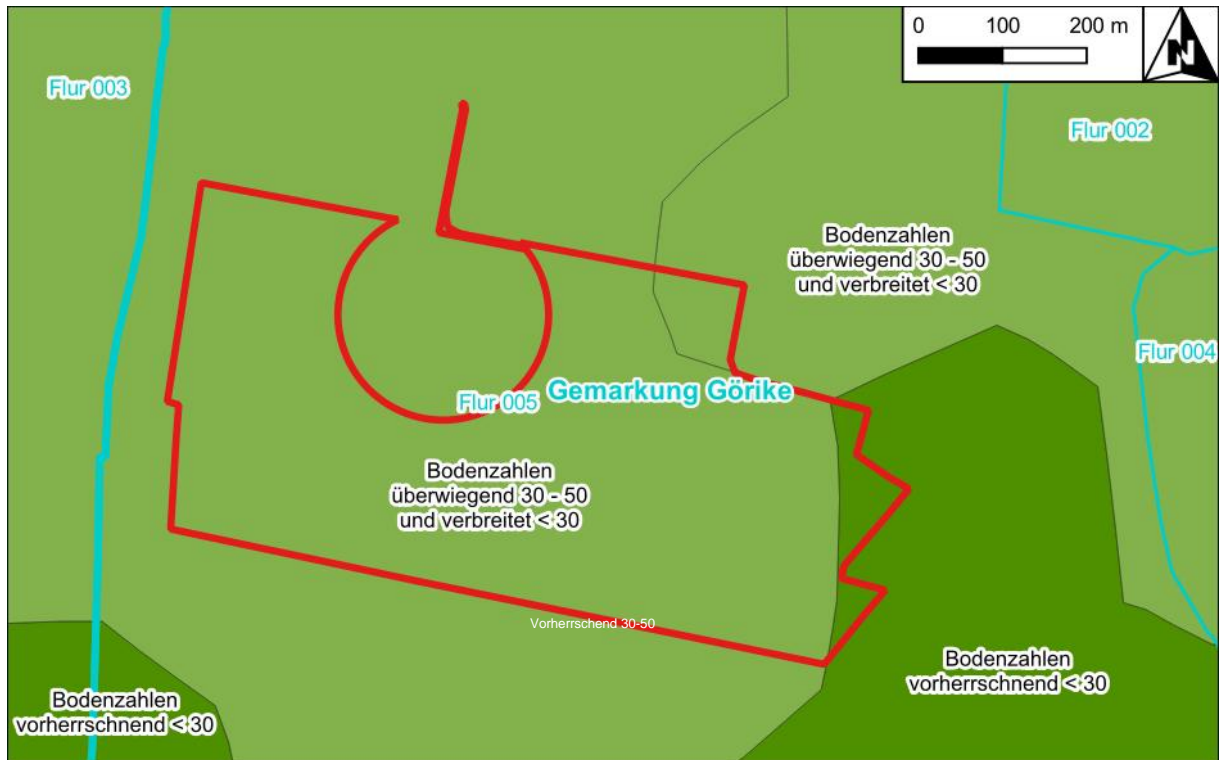 0 100 200 m
N
Flur 003
Flur 002
Bodenzahlen
überwiegend 30 - 50
und verbreitet < 30
Flur 004
Gemarkung Görike
Flur 005
Bodenzahlen
überwiegend 30 - 50
und verbreitet < 30
Vorherrschend 30-50
Bodenzahlen
vorherrschnend < 30
Bodenzahlen
vorherrschnend < 30